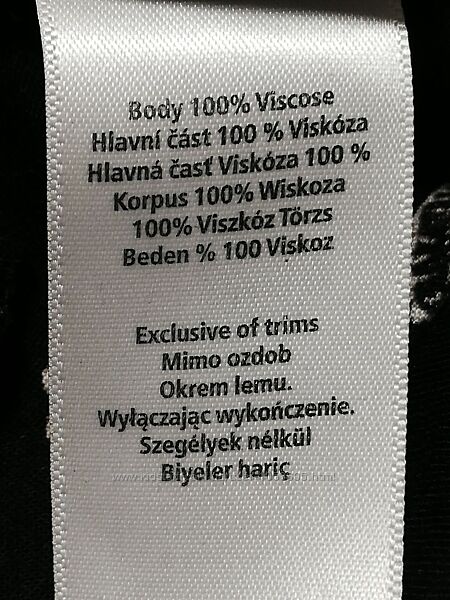 Body 100% Viscose
Hlavní část 100 % Viskóza
Hlavná časť Viskóza 100 %
Korpus 100% Wiskoza
100% Viszkóz Törzs
Beden % 100 Viskoz
Exclusive of trims
Mimo ozdob
Okrem lemu.
Wyłączając wykończenie.
Szegélyek nélkül
Biyeler hariç